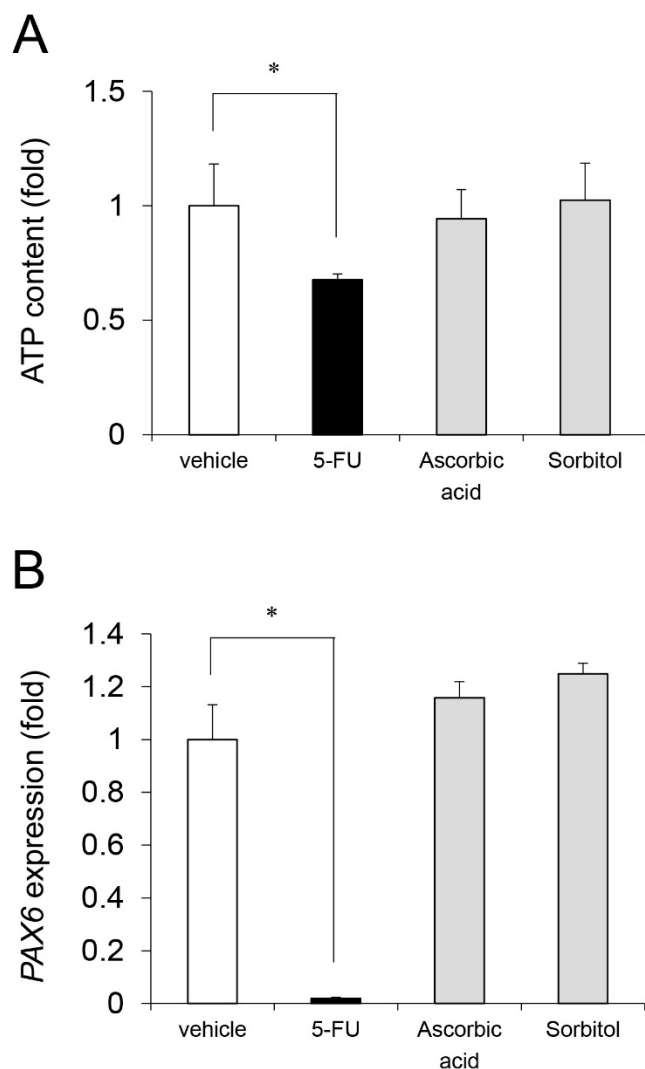 A
*
1.5
1
0.5
0
ATP content (fold)
vehicle 5-FU Ascorbic acid Sorbitol
B
*
1.4
1.2
1
0.8
0.6
0.4
0.2
0
PAX6 expression (fold)
vehicle 5-FU Ascorbic acid Sorbitol